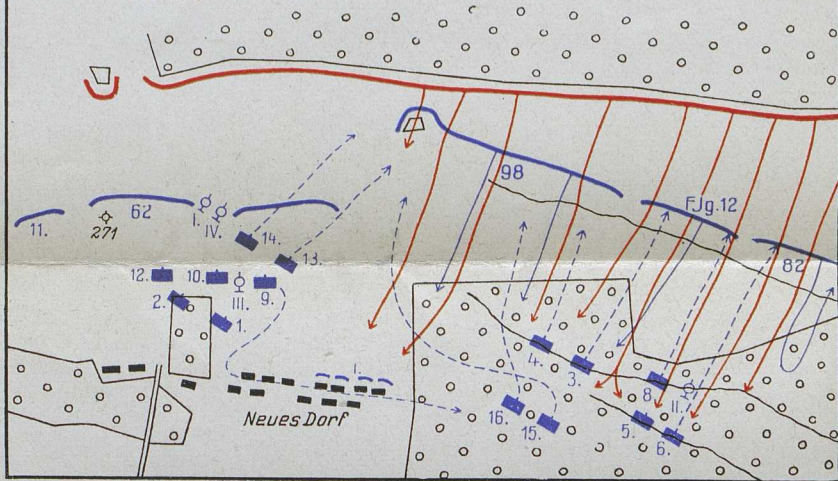 98
FJg.12
82
11.
271
62
I.
IV.
14.
13.
12.
10.
III.
9.
2.
1.
I.
Neues Dorf
4.
3.
8.
II.
16.
15.
5.
6.